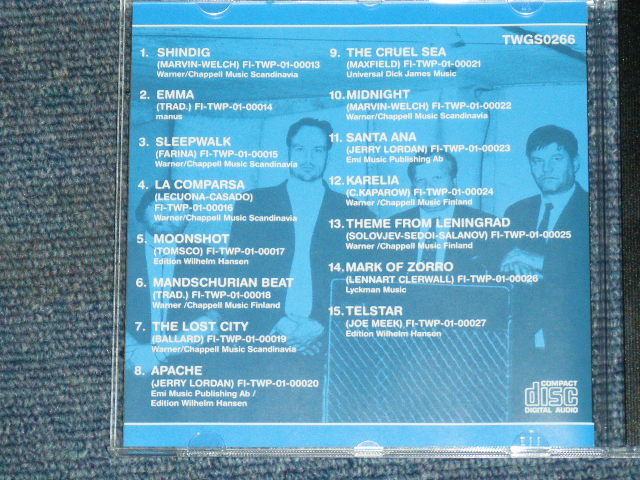 TWGS0266
1. SHINDIG
(MARVIN-WELCH) FI-TWP-01-00013
Warner/Chappell Music Scandinavia
2. EMMA
(TRAD.) FI-TWP-01-00014
manus
3. SLEEPWALK
(FARINA) FI-TWP-01-00015
Warner/Chappell Music Scandinavia
4. LA COMPARSA
(LECUONA-CASADO)
FI-TWP-01-00016
Warner/Chappell Music Scandinavia
5. MOONSHOT
(TOMSCO) FI-TWP-01-00017
Edition Wilhelm Hansen
6. MANDSCHURIAN BEAT
(TRAD.) FI-TWP-01-00018
Warner /Chappell Music Finland
7. THE LOST CITY
(BALLARD) FI-TWP-01-00019
Warner/Chappell Music Scandinavia
8. APACHE
(JERRY LORDAN) FI-TWP-01-00020
Emi Music Publishing Ab /
Edition Wilhelm Hansen
9. THE CRUEL SEA
(MAXFIELD) FI-TWP-01-00021
Universal Dick James Music
10. MIDNIGHT
(MARVIN-WELCH) FI-TWP-01-00022
Warner/Chappell Music Scandinavia
11. SANTA ANA
(JERRY LORDAN) FI-TWP-01-00023
Emi Music Publishing Ab
12. KARELIA
(C.KAPAROW) FI-TWP-01-00024
Warner/Chappell Music Finland
13. THEME FROM LENINGRAD
(SOLOVJEV-SEDOI-SALANOV) FI-TWP-01-00025
Warner /Chappell Music Finland
14. MARK OF ZORRO
(LENNART CLERWALL) FI-TWP-01-00026
Lyckman Music
15. TELSTAR
(JOE MEEK) FI-TWP-01-00027
Edition Wilhelm Hansen
COMPACT
disc
DIGITAL AUDIO